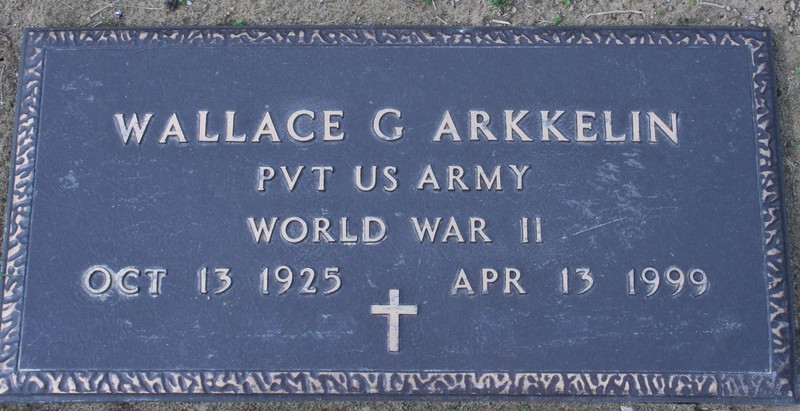 WALLACE G ARKKELIN
PVT US ARMY
WORLD WAR II
OCT 13 1925 APR 13 1999